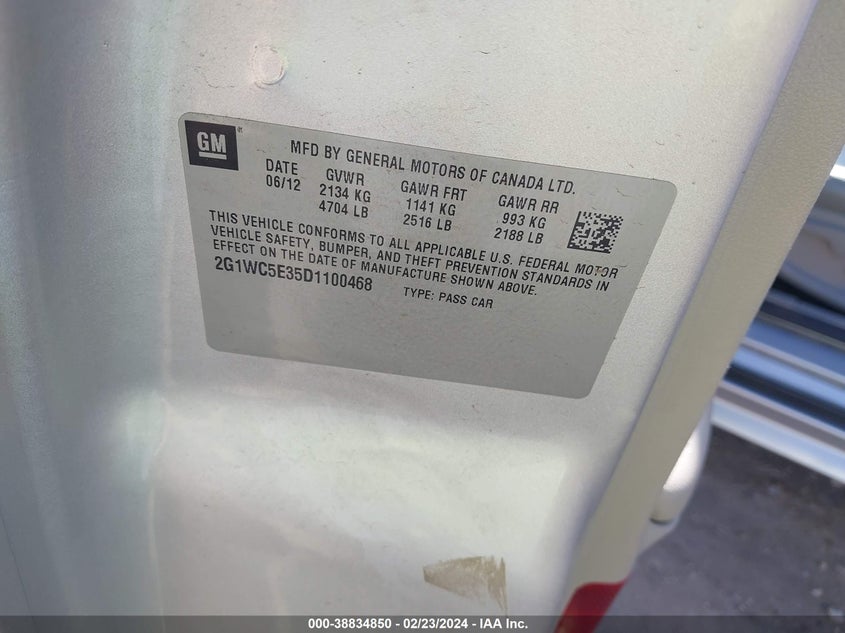 GM
MFD BY GENERAL MOTORS OF CANADA LTD.
DATE GVWR GAWR FRT GAWR RR
06/12 2134 KG 1141 KG 993 KG
4704 LB 2516 LB 2188 LB
THIS VEHICLE CONFORMS TO ALL APPLICABLE U.S. FEDERAL MOTOR
VEHICLE SAFETY, BUMPER, AND THEFT PREVENTION STANDARDS IN
EFFECT ON THE DATE OF MANUFACTURE SHOWN ABOVE.
2G1WC5E35D1100468 TYPE: PASS CAR
000-38834850 - 02/23/2024 - IAA Inc.